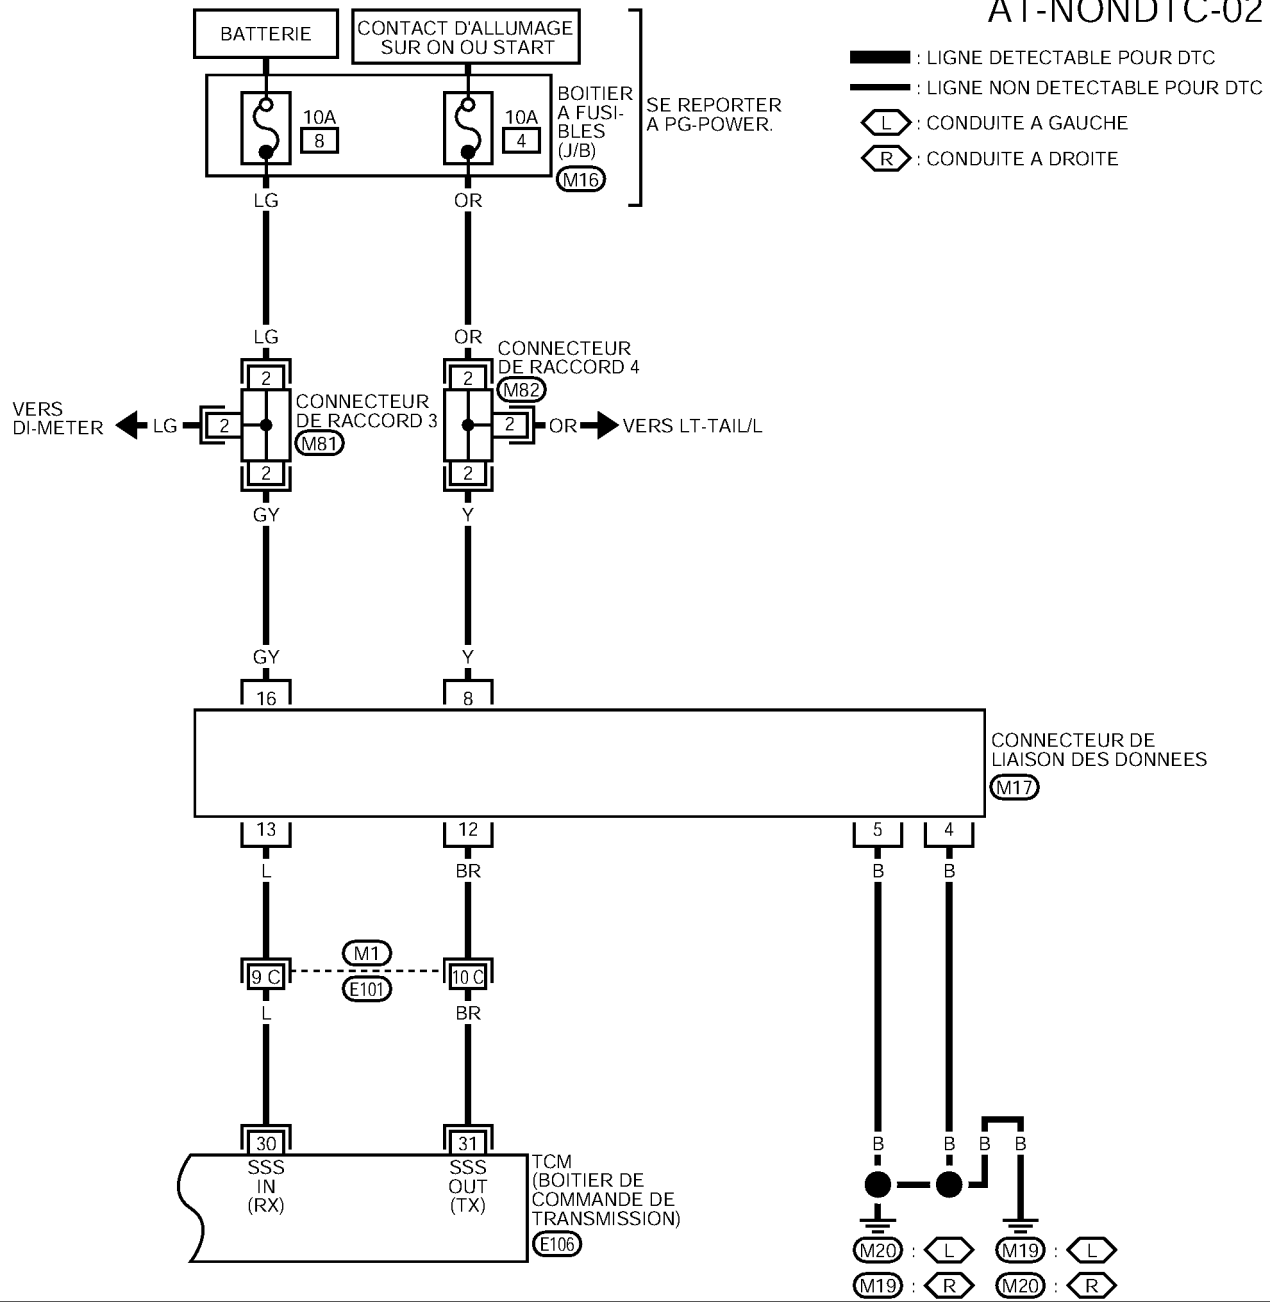 AT-NONDTC-02
BATTERIE
CONTACT D'ALLUMAGE
SUR ON OU START
: LIGNE DETECTABLE POUR DTC
: LIGNE NON DETECTABLE POUR DTC
L : CONDUITE A GAUCHE
R : CONDUITE A DROITE
10A
8
10A
4
BOITIER
A FUSI-
BLES
(J/B)
M16
SE REPORTER
A PG-POWER.
LG
OR
LG
OR
2
2
CONNECTEUR
DE RACCORD 4
M82
VERS
DI-METER
LG
2
CONNECTEUR
DE RACCORD 3
M81
2
OR
VERS LT-TAIL/L
2
2
GY
Y
GY
Y
16
8
CONNECTEUR DE
LIAISON DES DONNEES
M17
13
12
5
4
L
BR
B
B
M1
9 C
10 C
E101
L
BR
B
B
B
B
30
31
SSS
IN
(RX)
SSS
OUT
(TX)
TCM
(BOITIER DE
COMMANDE DE
TRANSMISSION)
E106
M20 : L
M19 : L
M19 : R
M20 : R